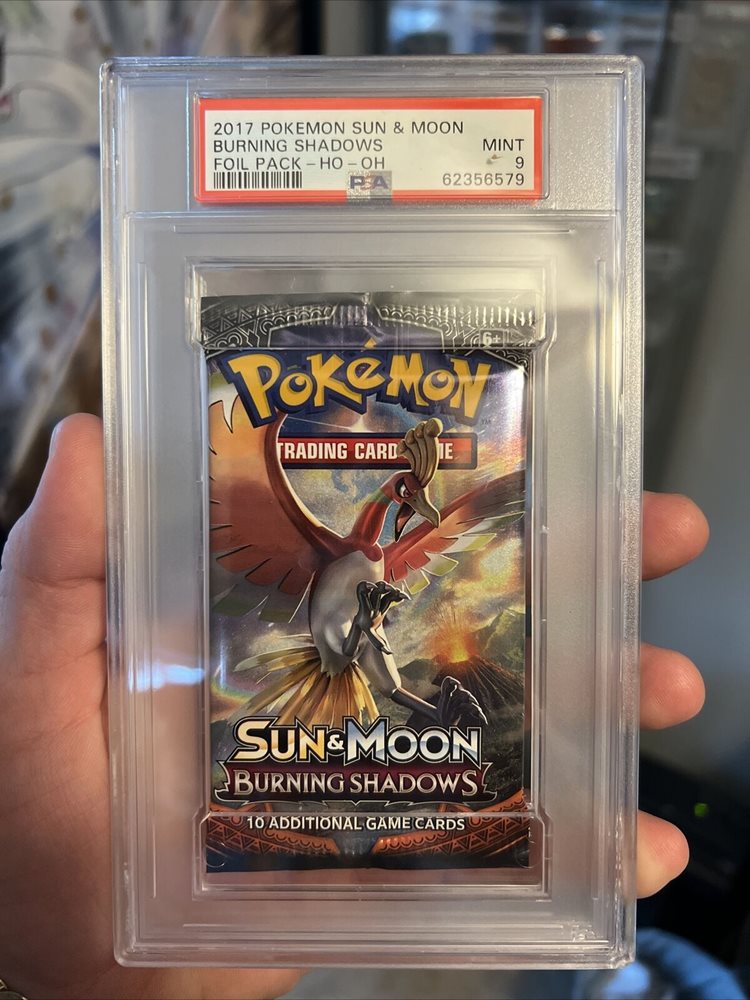 2017 POKEMON SUN & MOON
BURNING SHADOWS MINT
FOIL PACK - HO - OH 9
PSA 62356579
6+
POKéMON
TM
TRADING CARD
SUN & MOON
BURNING SHADOWS
10 ADDITIONAL GAME CARDS